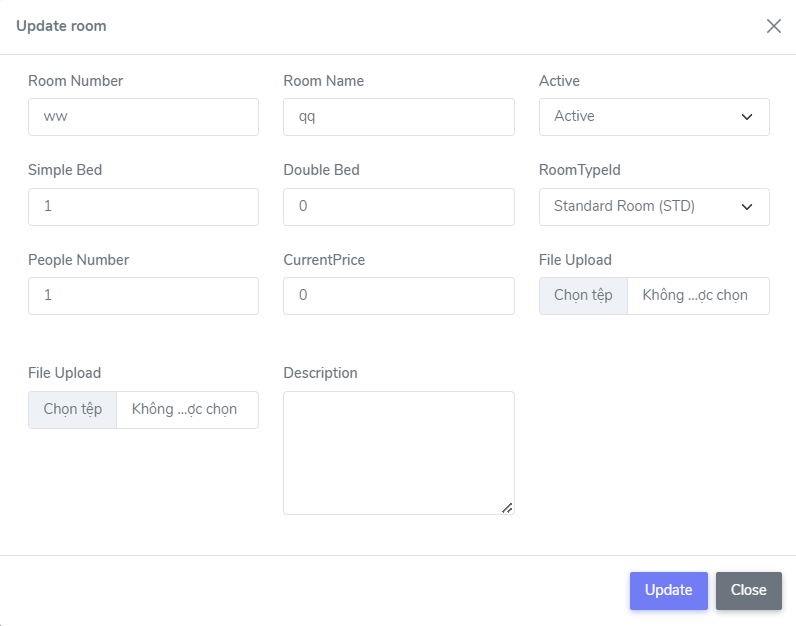 Update room
Room Number Room Name Active
ww qq Active
Simple Bed Double Bed RoomTypeId
1 0 Standard Room (STD)
People Number CurrentPrice File Upload
1 0 Chọn tệp Không ...ợc chọn
File Upload Description
Chọn tệp Không ...ợc chọn
Update Close